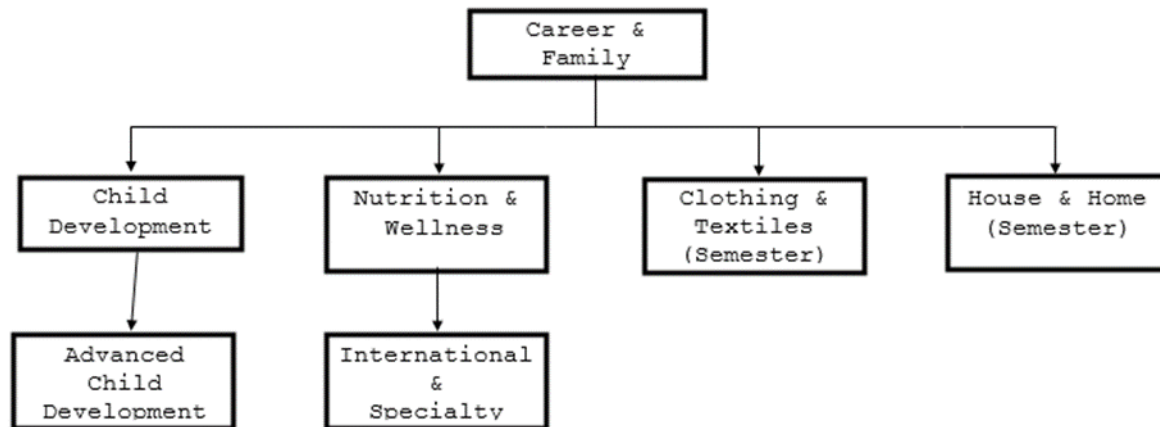 Career &
Family
Child
Development
Nutrition &
Wellness
Clothing &
Textiles
(Semester)
House & Home
(Semester)
Advanced
Child
Development
International
&
Specialty